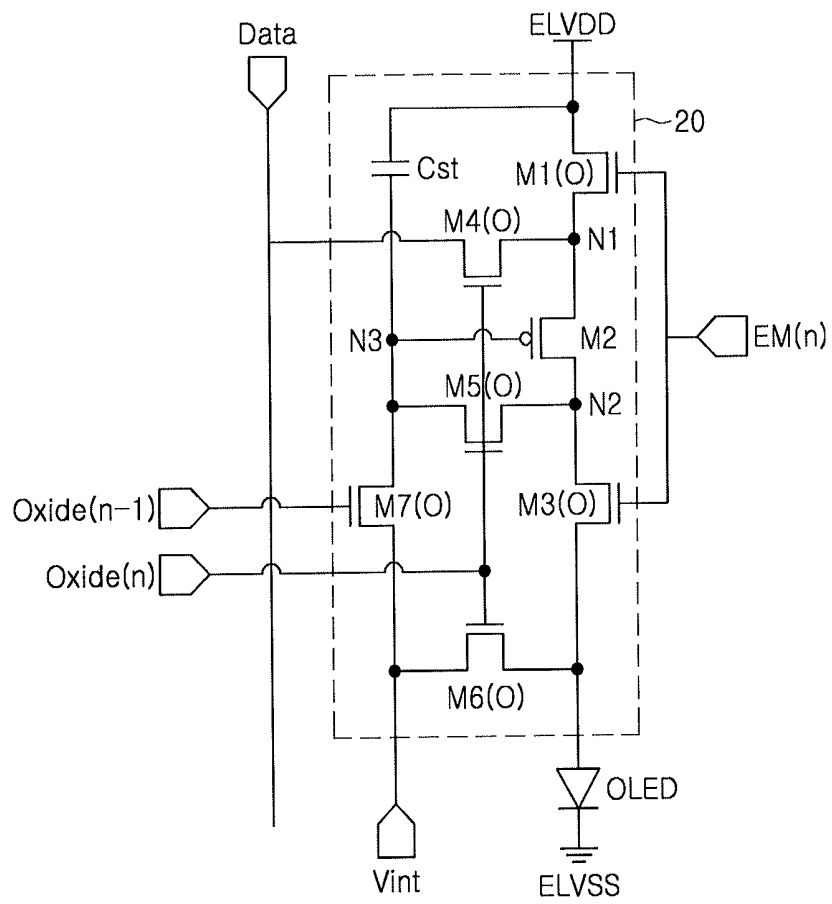 Data
ELVDD
20
Cst
M1(O)
M4(O)
N1
N3
M2
EM(n)
M5(O)
N2
Oxide(n-1)
M7(O)
M3(O)
Oxide(n)
M6(O)
OLED
Vint
ELVSS